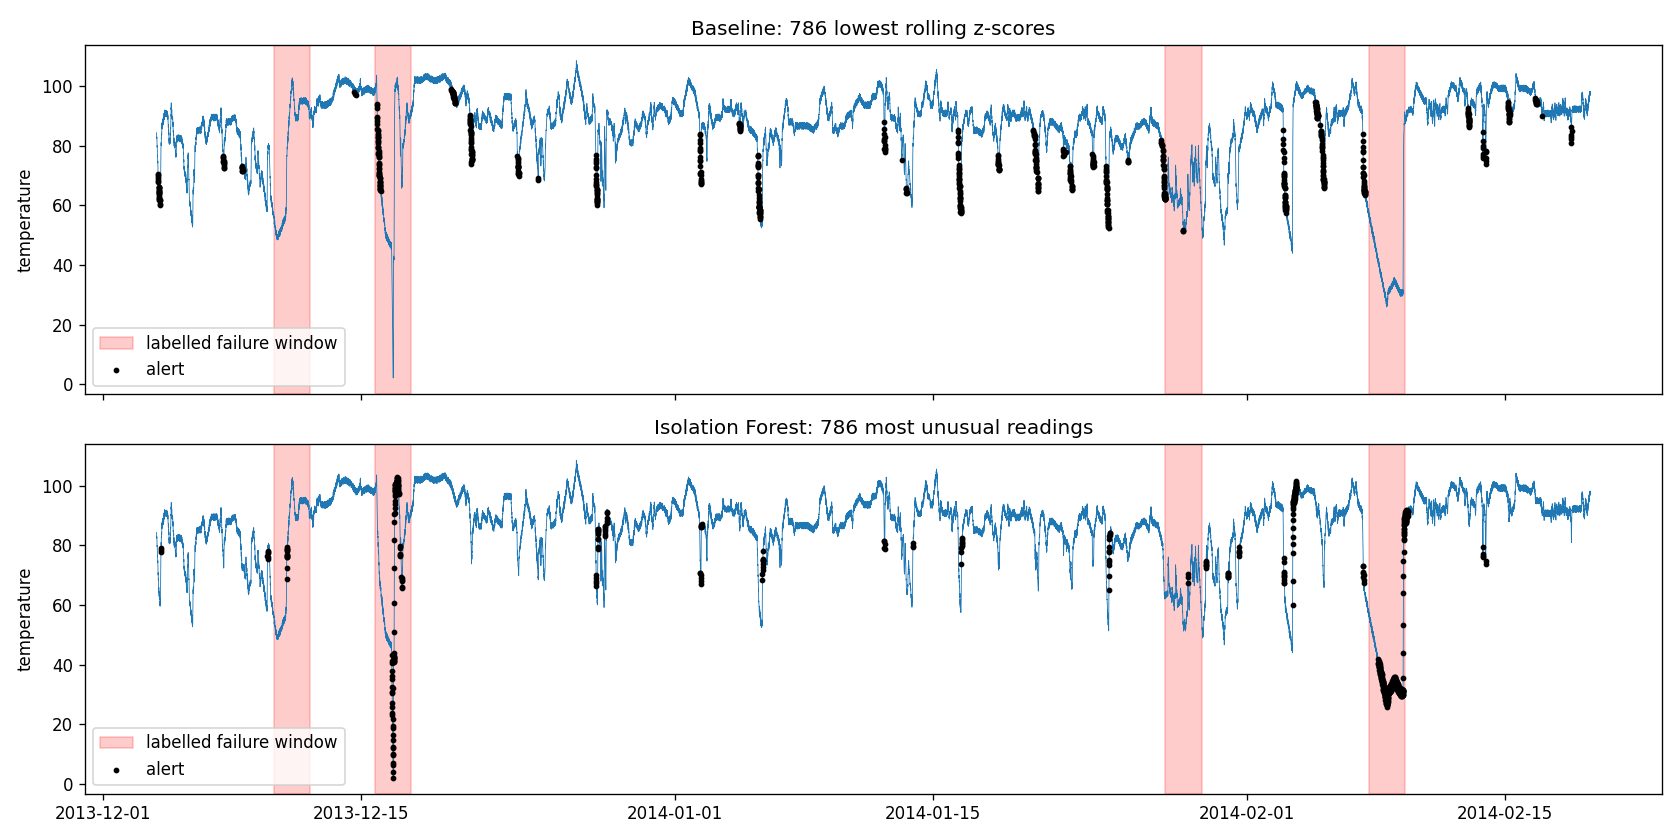 Baseline: 786 lowest rolling z-scores
temperature
100
80
60
40
20
0
labelled failure window
alert
Isolation Forest: 786 most unusual readings
temperature
100
80
60
40
20
0
labelled failure window
alert
2013-12-01 2013-12-15 2014-01-01 2014-01-15 2014-02-01 2014-02-15